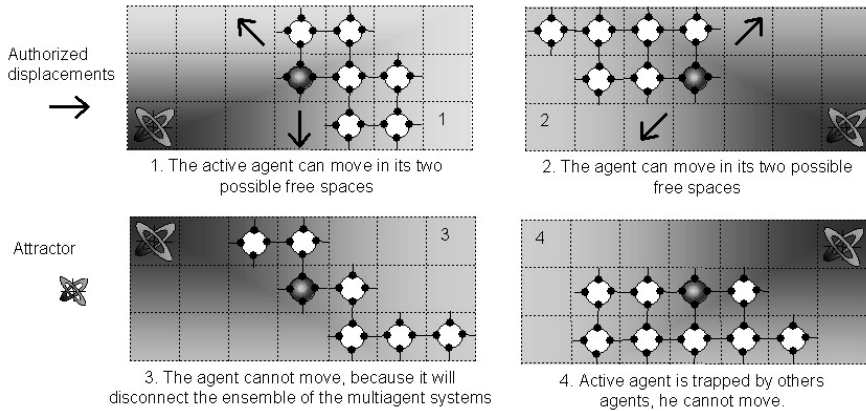 Authorized
displacements
1
1. The active agent can move in its two
possible free spaces
2
2. The agent can move in its two possible
free spaces
Attractor
3
3. The agent cannot move, because it will
disconnect the ensemble of the multiagent systems
4
4. Active agent is trapped by others
agents, he cannot move.